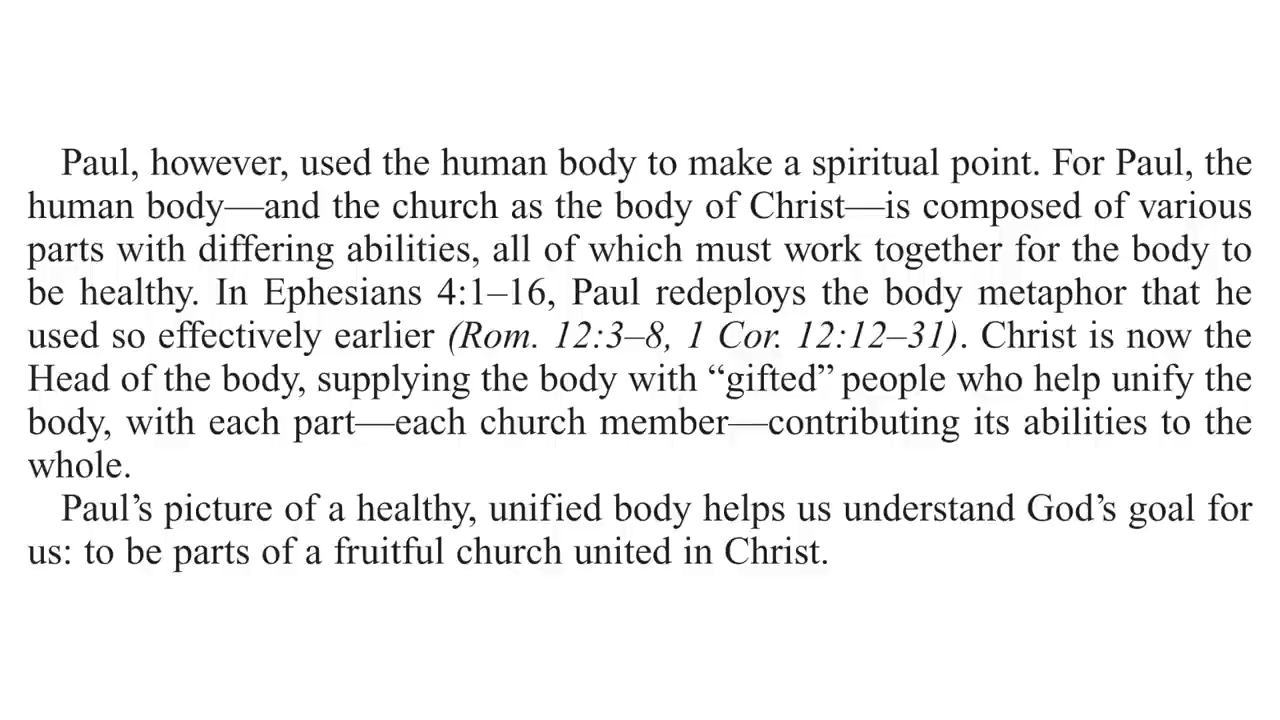 Paul, however, used the human body to make a spiritual point. For Paul, the
human body—and the church as the body of Christ—is composed of various
parts with differing abilities, all of which must work together for the body to
be healthy. In Ephesians 4:1–16, Paul redeploys the body metaphor that he
used so effectively earlier (Rom. 12:3–8, 1 Cor. 12:12–31). Christ is now the
Head of the body, supplying the body with “gifted” people who help unify the
body, with each part—each church member—contributing its abilities to the
whole.
Paul’s picture of a healthy, unified body helps us understand God’s goal for
us: to be parts of a fruitful church united in Christ.